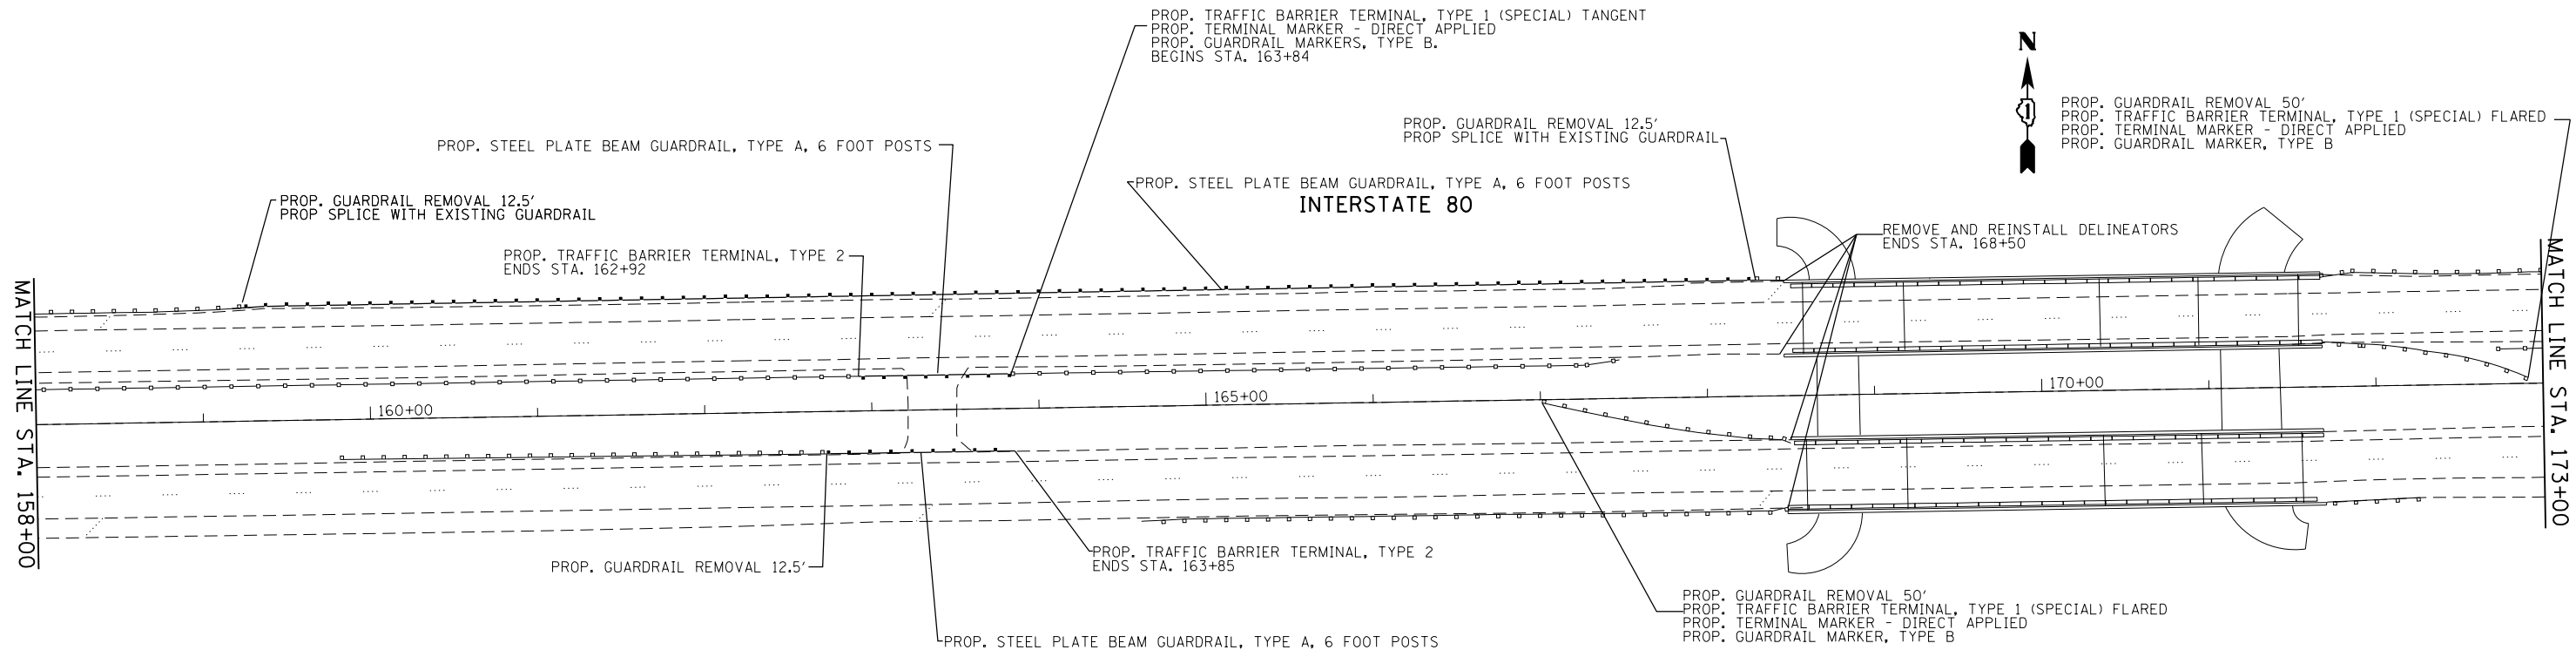 PROP. TRAFFIC BARRIER TERMINAL, TYPE 1 (SPECIAL) TANGENT
PROP. TERMINAL MARKER - DIRECT APPLIED
PROP. GUARDRAIL MARKERS, TYPE B.
BEGINS STA. 163+84
N
1
PROP. GUARDRAIL REMOVAL 50'
PROP. TRAFFIC BARRIER TERMINAL, TYPE 1 (SPECIAL) FLARED
PROP. TERMINAL MARKER - DIRECT APPLIED
PROP. GUARDRAIL MARKER, TYPE B
PROP. GUARDRAIL REMOVAL 12.5'
PROP SPLICE WITH EXISTING GUARDRAIL
PROP. STEEL PLATE BEAM GUARDRAIL, TYPE A, 6 FOOT POSTS
PROP. STEEL PLATE BEAM GUARDRAIL, TYPE A, 6 FOOT POSTS
INTERSTATE 80
PROP. GUARDRAIL REMOVAL 12.5'
PROP SPLICE WITH EXISTING GUARDRAIL
REMOVE AND REINSTALL DELINEATORS
ENDS STA. 168+50
PROP. TRAFFIC BARRIER TERMINAL, TYPE 2
ENDS STA. 162+92
MATCH LINE STA. 158+00
MATCH LINE STA. 173+00
160+00
165+00
170+00
PROP. TRAFFIC BARRIER TERMINAL, TYPE 2
ENDS STA. 163+85
PROP. GUARDRAIL REMOVAL 12.5'
PROP. GUARDRAIL REMOVAL 50'
PROP. TRAFFIC BARRIER TERMINAL, TYPE 1 (SPECIAL) FLARED
PROP. TERMINAL MARKER - DIRECT APPLIED
PROP. GUARDRAIL MARKER, TYPE B
PROP. STEEL PLATE BEAM GUARDRAIL, TYPE A, 6 FOOT POSTS